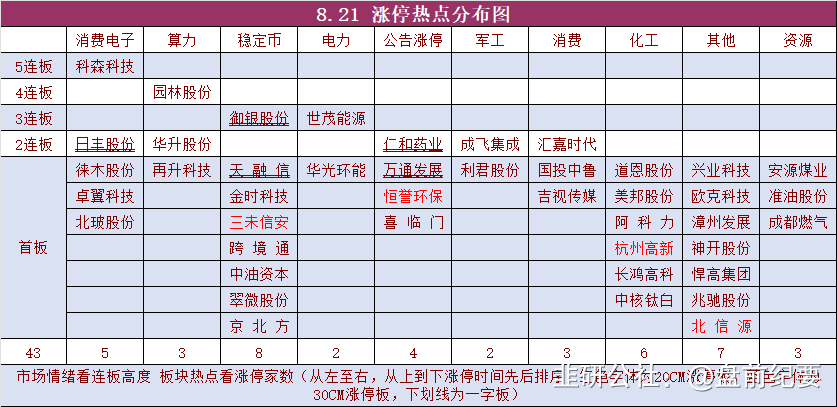 8.21 涨停热点分布图
消费电子 算力 稳定币 电力 公告涨停 军工 消费 化工 其他 资源
5连板 科森科技
4连板 园林股份
3连板 御银股份 世茂能源
2连板 日丰股份 华升股份 仁和药业 成飞集成 汇嘉时代
徕木股份 再升科技 天融信 华光环能 万通发展 利君股份 国投中鲁 道恩股份 兴业科技 安源煤业
卓翼科技 金时科技 恒誉环保 吉视传媒 美邦股份 欧克科技 准油股份
首板 北玻股份 三未信安 喜临门 阿科力 漳州发展 成都燃气
跨境通 杭州高新 神开股份
中油资本 长鸿高科 悍高集团
翠微股份 中核钛白 兆驰股份
京北方 北信源
43 5 3 8 2 4 2 3 6 7 3
市场情绪看连板高度 板块热点看涨停家数（从左至右，从上到下涨停时间先后排序
20CM涨
30CM涨停板，下划线为一字板）
韭研公社：@盘前纪要